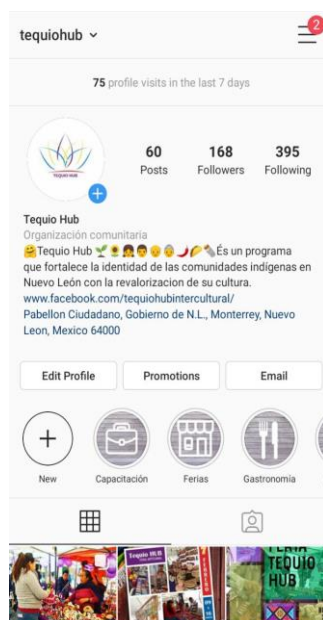 tequiohub
2
75 profile visits in the last 7 days
TEQUIO HUB
60 168 395
Posts Followers Following
Tequio Hub
Organización comunitaria
Tequio Hub És un programa
que fortalece la identidad de las comunidades indígenas en
Nuevo León con la revalorizacion de su cultura.
www.facebook.com/tequiohubintercultural/
Pabellon Ciudadano, Gobierno de N.L., Monterrey, Nuevo
Leon, Mexico 64000
Edit Profile Promotions Email
New Capacitación Ferias Gastronomía
Tequio HUB
FERIA
TEQUIO
HUB